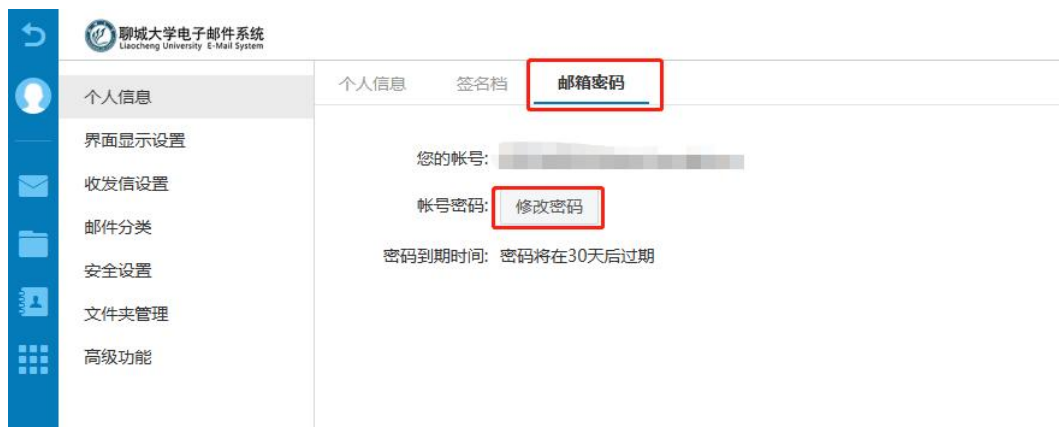 聊城大学电子邮件系统
Liaocheng University E-Mail System
个人信息 签名档 邮箱密码
个人信息
界面显示设置
收发信设置
邮件分类
安全设置
文件夹管理
高级功能
您的帐号:
帐号密码: 修改密码
密码到期时间: 密码将在30天后过期